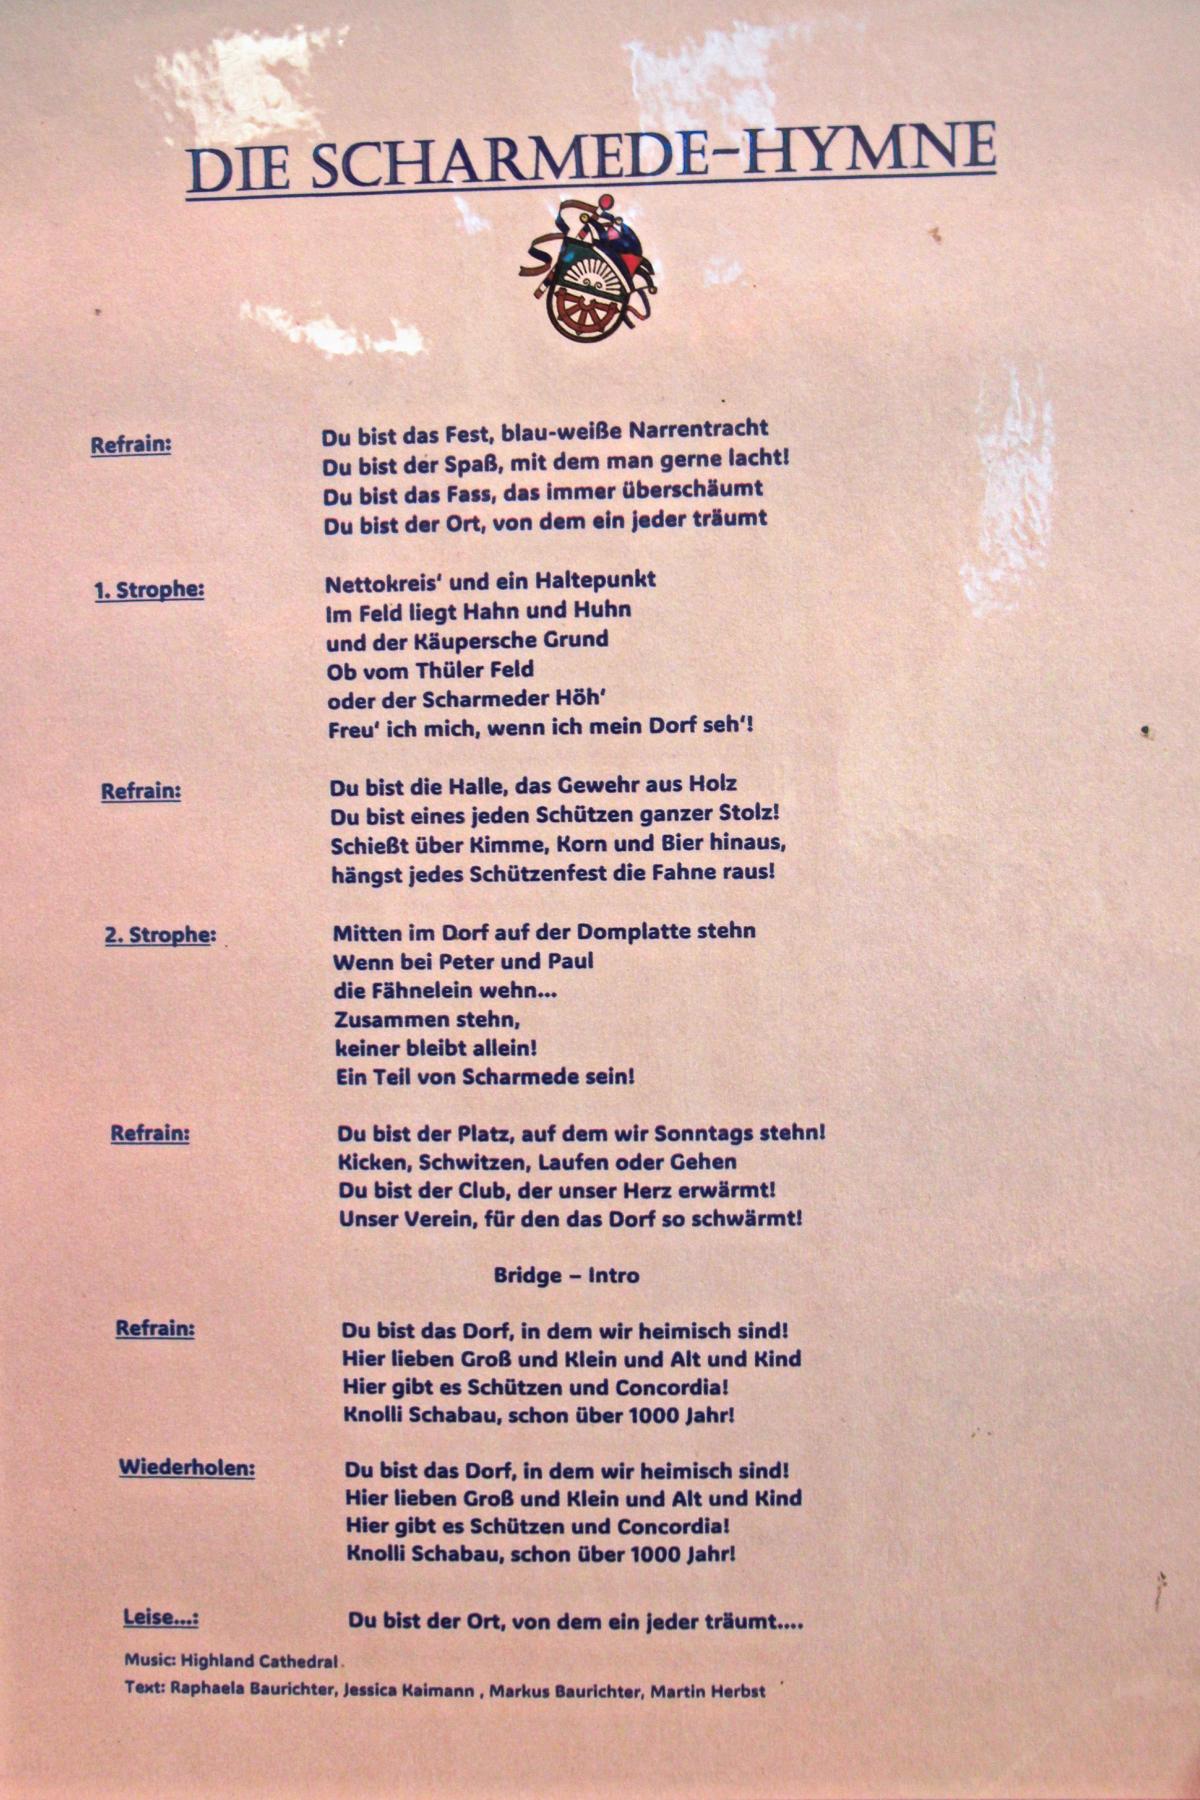 DIE SCHARMEDE-HYMNE
Refrain: Du bist das Fest, blau-weiße Narrentracht
Du bist der Spaß, mit dem man gerne lacht!
Du bist das Fass, das immer überschäumt
Du bist der Ort, von dem ein jeder träumt
1. Strophe: Nettokreis‘ und ein Haltepunkt
Im Feld liegt Hahn und Huhn
und der Käupersche Grund
Ob vom Thüler Feld
oder der Scharmeder Höh‘
Freu‘ ich mich, wenn ich mein Dorf seh‘!
Refrain: Du bist die Halle, das Gewehr aus Holz
Du bist eines jeden Schützen ganzer Stolz!
Schießt über Kimme, Korn und Bier hinaus,
hängst jedes Schützenfest die Fahne raus!
2. Strophe: Mitten im Dorf auf der Domplatte stehn
Wenn bei Peter und Paul
die Fähnelein wehn...
Zusammen stehn,
keiner bleibt allein!
Ein Teil von Scharmede sein!
Refrain: Du bist der Platz, auf dem wir Sonntags stehn!
Kicken, Schwitzen, Laufen oder Gehen
Du bist der Club, der unser Herz erwärmt!
Unser Verein, für den das Dorf so schwärmt!
Bridge – Intro
Refrain: Du bist das Dorf, in dem wir heimisch sind!
Hier lieben Groß und Klein und Alt und Kind
Hier gibt es Schützen und Concordia!
Knolli Schabau, schon über 1000 Jahr!
Wiederholen: Du bist das Dorf, in dem wir heimisch sind!
Hier lieben Groß und Klein und Alt und Kind
Hier gibt es Schützen und Concordia!
Knolli Schabau, schon über 1000 Jahr!
Leise...: Du bist der Ort, von dem ein jeder träumt....
Music: Highland Cathedral
Text: Raphaela Baurichter, Jessica Kaimann , Markus Baurichter, Martin Herbst